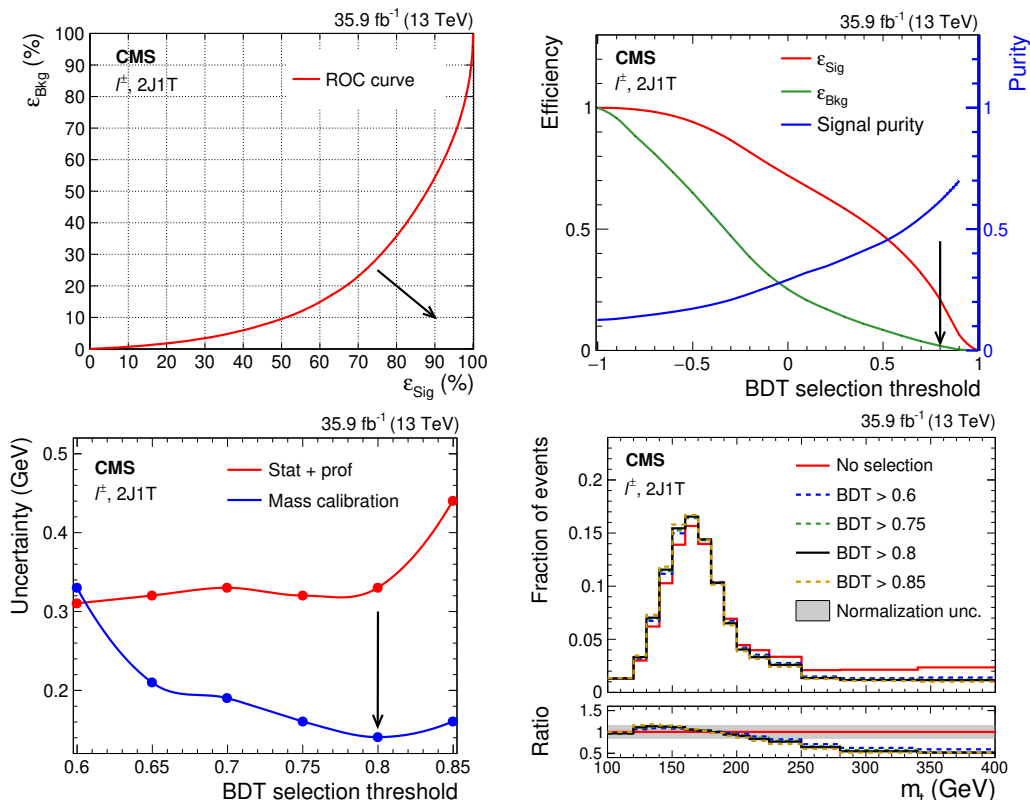 35.9 fb⁻¹ (13 TeV)
CMS
l±, 2J1T
ROC curve
ε_Bkg (%)
100
90
80
70
60
50
40
30
20
10
0
0 10 20 30 40 50 60 70 80 90 100
ε_Sig (%)
35.9 fb⁻¹ (13 TeV)
CMS
l±, 2J1T
ε_Sig
ε_Bkg
Signal purity
Efficiency
Purity
1
0.5
0
1
0.5
0
−1 −0.5 0 0.5 1
BDT selection threshold
35.9 fb⁻¹ (13 TeV)
CMS
l±, 2J1T
Stat + prof
Mass calibration
Uncertainty (GeV)
0.5
0.4
0.3
0.2
0.6 0.65 0.7 0.75 0.8 0.85
BDT selection threshold
35.9 fb⁻¹ (13 TeV)
CMS
l±, 2J1T
No selection
BDT > 0.6
BDT > 0.75
BDT > 0.8
BDT > 0.85
Normalization unc.
Fraction of events
0.2
0.15
0.1
0.05
0
Ratio
1.5
1.0
0.5
100 150 200 250 300 350 400
m_t (GeV)